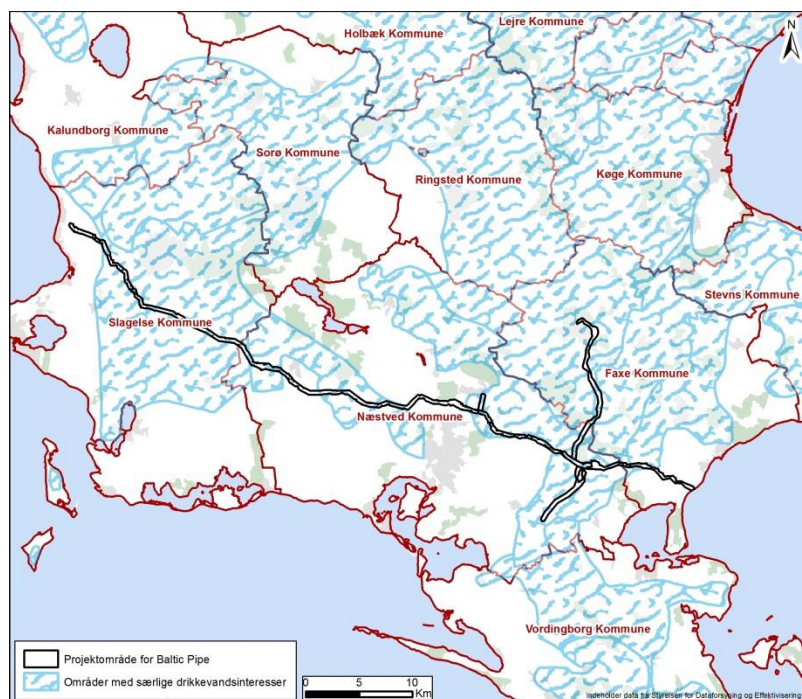 Lejre Kommune
Holbæk Kommune
N
Kalundborg Kommune
Sorø Kommune
Ringsted Kommune
Køge Kommune
Stevns Kommune
Slagelse Kommune
Faxe Kommune
Næstved Kommune
Vordingborg Kommune
Projektområde for Baltic Pipe
Områder med særlige drikkevandsinteresser
0 5 10
Km
Indeholder data fra Styrelsen for Dataforsyning og Effektivisering